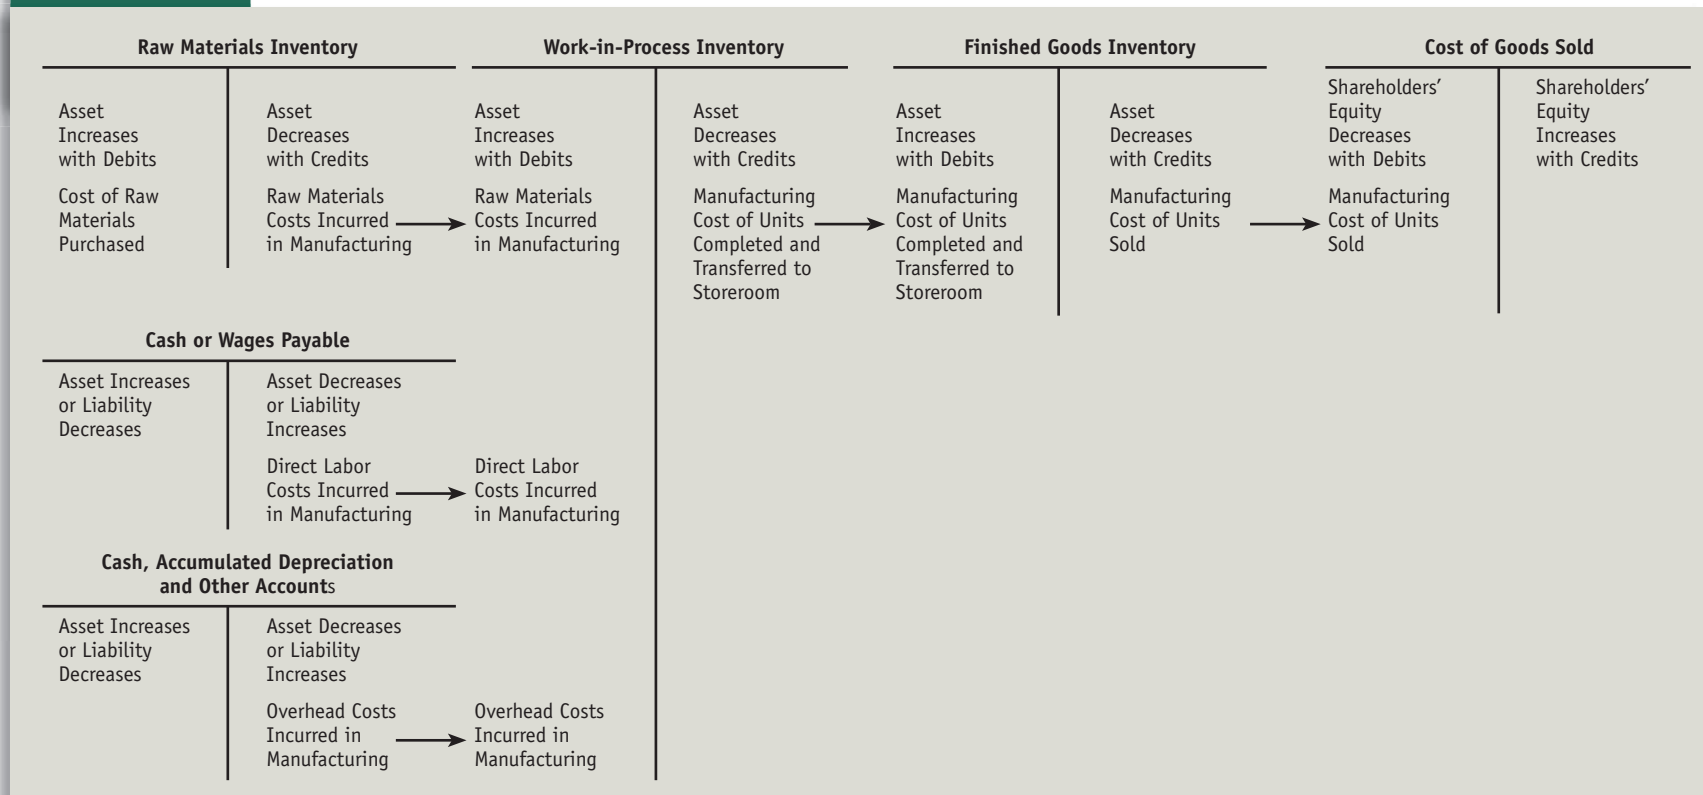 Raw Materials Inventory
Asset
Increases
with Debits
Cost of Raw
Materials
Purchased
Asset
Decreases
with Credits
Raw Materials
Costs Incurred
in Manufacturing
Work-in-Process Inventory
Asset
Increases
with Debits
Raw Materials
Costs Incurred
in Manufacturing
Asset
Decreases
with Credits
Manufacturing
Cost of Units
Completed and
Transferred to
Storeroom
Finished Goods Inventory
Asset
Increases
with Debits
Manufacturing
Cost of Units
Completed and
Transferred to
Storeroom
Asset
Decreases
with Credits
Manufacturing
Cost of Units
Sold
Cost of Goods Sold
Shareholders’
Equity
Decreases
with Debits
Manufacturing
Cost of Units
Sold
Shareholders’
Equity
Increases
with Credits
Cash or Wages Payable
Asset Increases
or Liability
Decreases
Asset Decreases
or Liability
Increases
Direct Labor
Costs Incurred
in Manufacturing
Direct Labor
Costs Incurred
in Manufacturing
Cash, Accumulated Depreciation
and Other Accounts
Asset Increases
or Liability
Decreases
Asset Decreases
or Liability
Increases
Overhead Costs
Incurred in
Manufacturing
Overhead Costs
Incurred in
Manufacturing